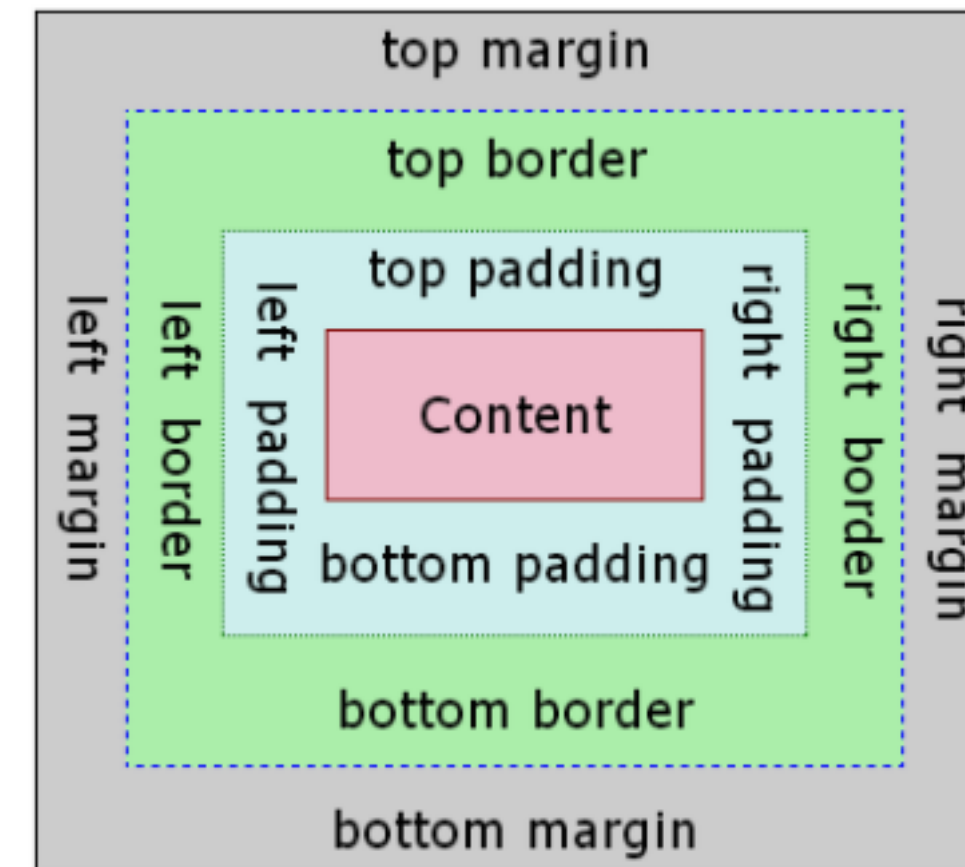 top margin
top border
top padding
left margin
left border
left padding
Content
right padding
right border
right margin
bottom padding
bottom border
bottom margin